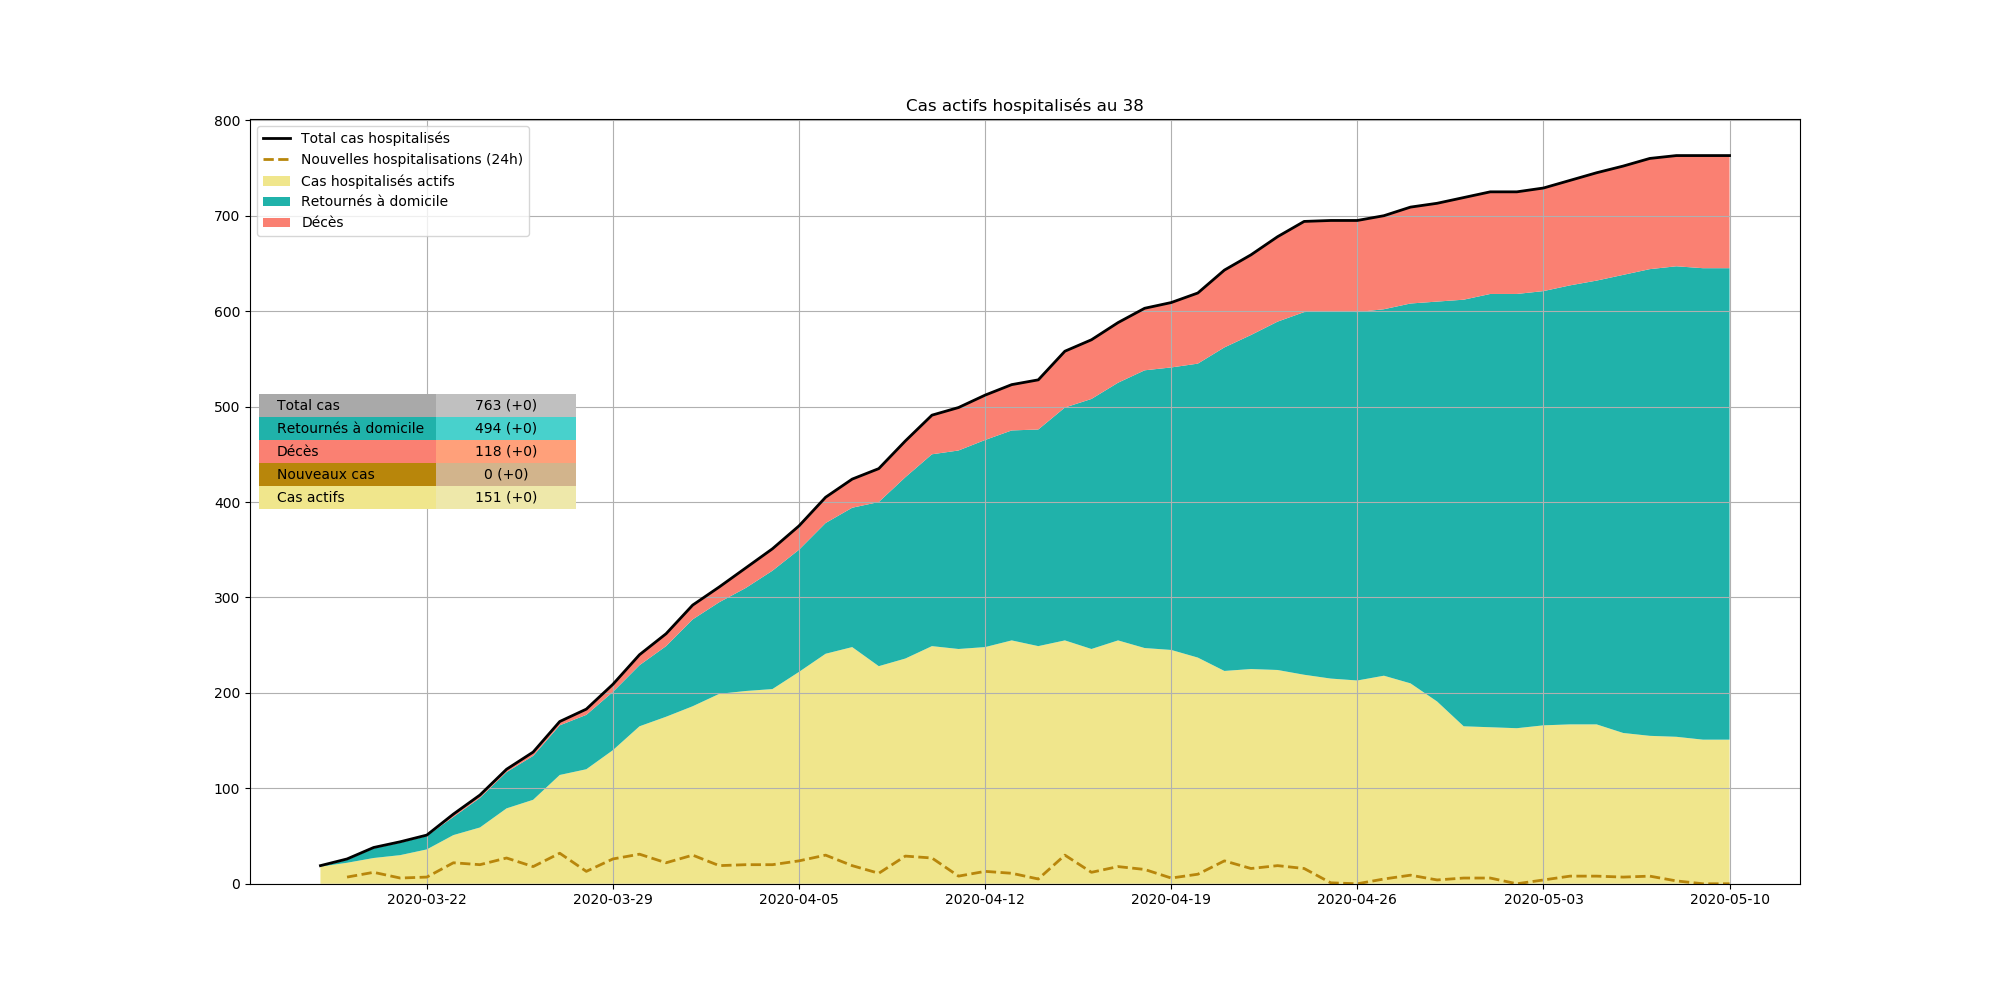 Cas actifs hospitalisés au 38
800
700
600
500
400
300
200
100
0
Total cas hospitalisés
Nouvelles hospitalisations (24h)
Cas hospitalisés actifs
Retournés à domicile
Décès
Total cas 763 (+0)
Retournés à domicile 494 (+0)
Décès 118 (+0)
Nouveaux cas 0 (+0)
Cas actifs 151 (+0)
2020-03-22 2020-03-29 2020-04-05 2020-04-12 2020-04-19 2020-04-26 2020-05-03 2020-05-10